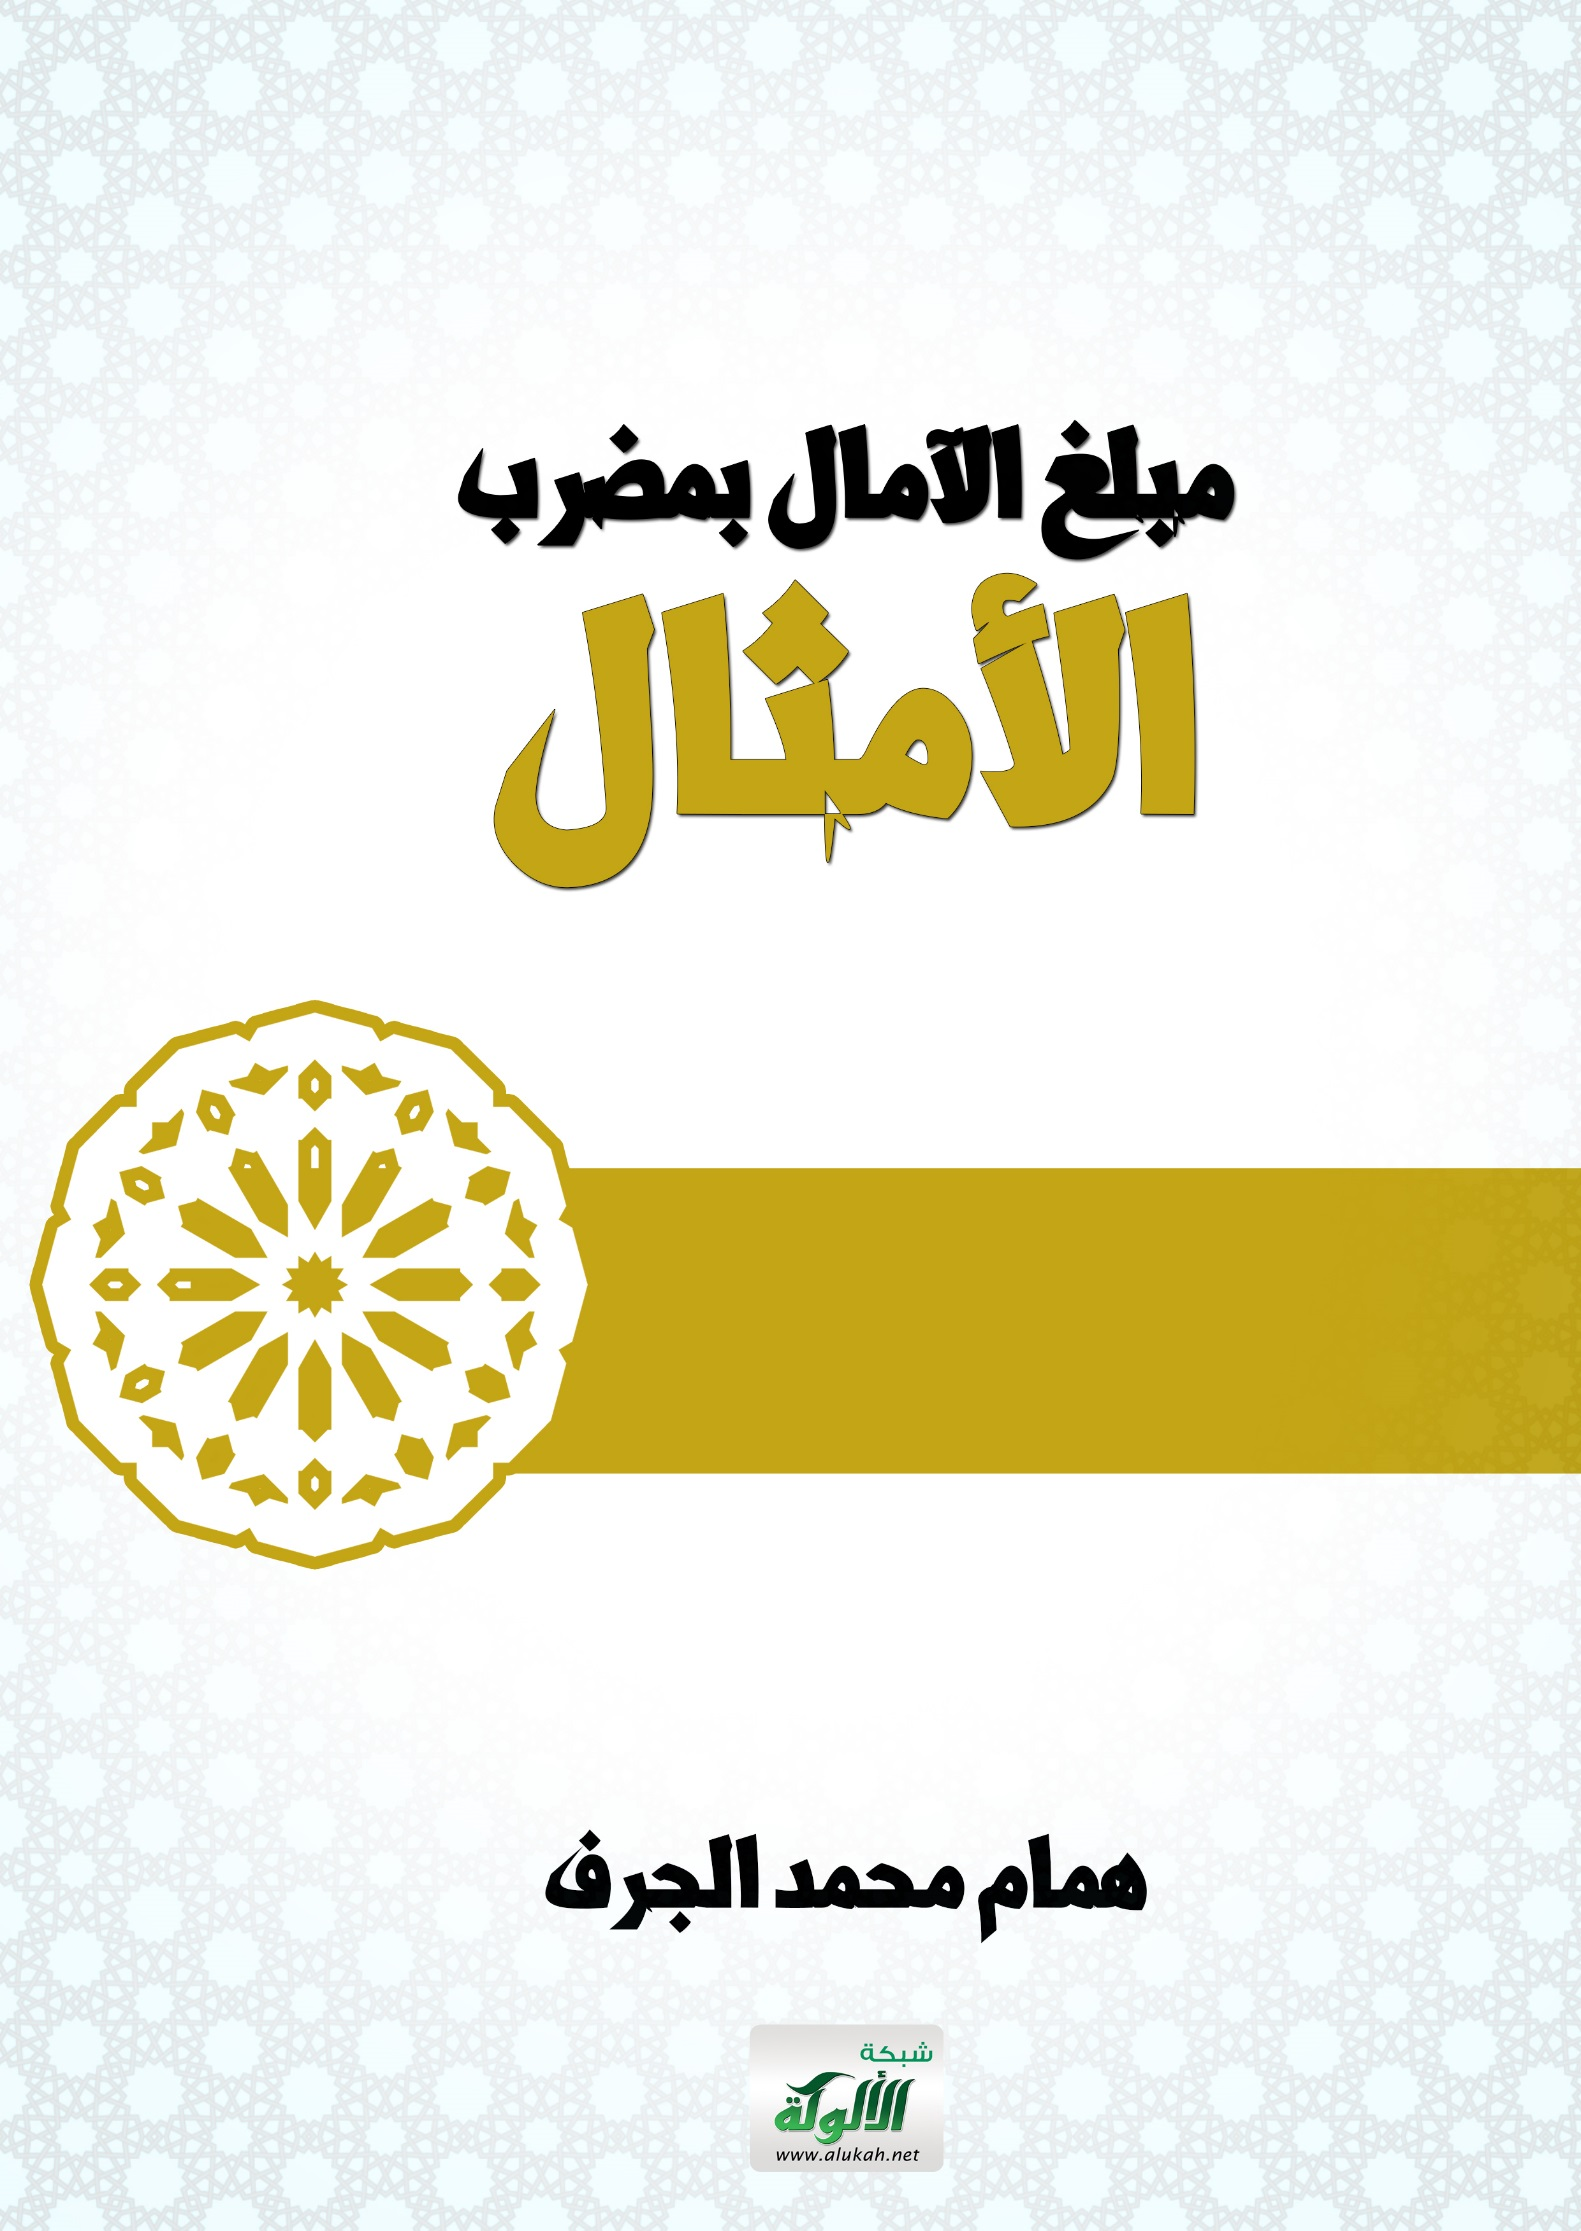 مبلغ الآمال بمضرب
الأمثال
همام محمد الجرف
شبكة
الألوكة
www.alukah.net